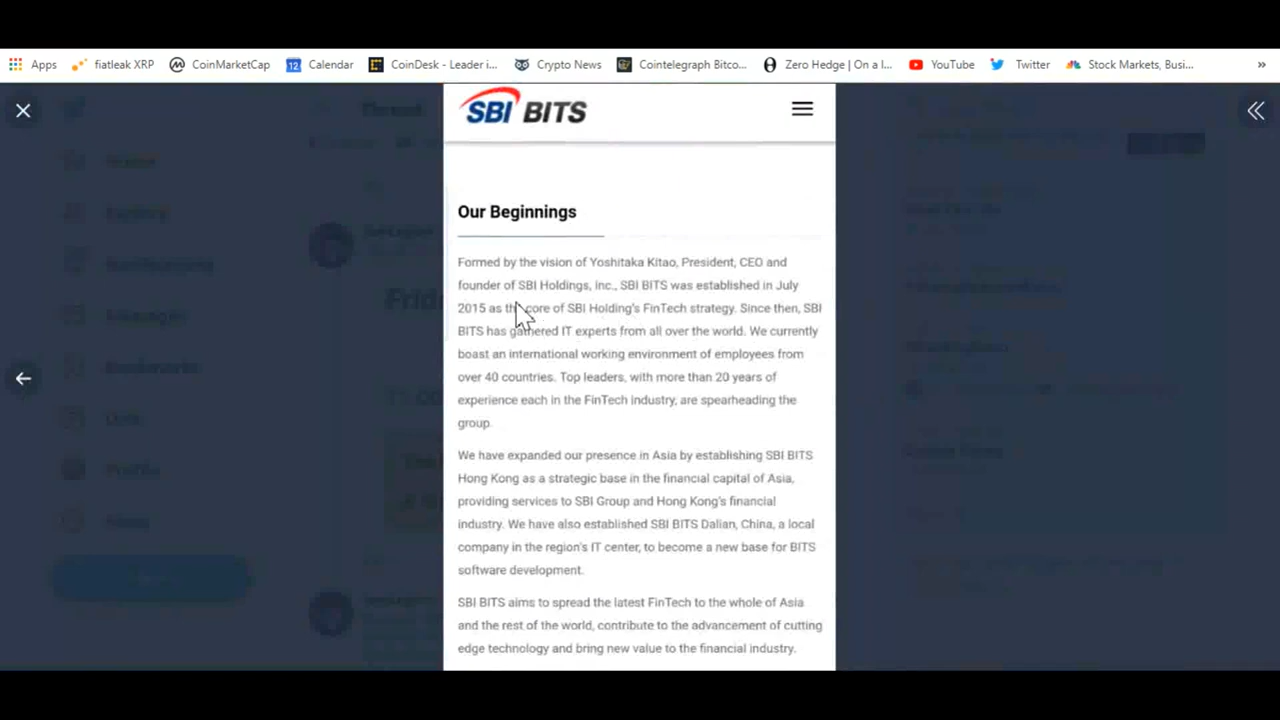 Apps fiatleak XRP CoinMarketCap 12 Calendar CoinDesk - Leader i... Crypto News Cointelegraph Bitco... Zero Hedge | On a l... YouTube Twitter Stock Markets, Busi... »
SBI BITS
Our Beginnings
Formed by the vision of Yoshitaka Kitao, President, CEO and
founder of SBI Holdings, Inc., SBI BITS was established in July
2015 as the core of SBI Holding's FinTech strategy. Since then, SBI
BITS has gathered IT experts from all over the world. We currently
boast an international working environment of employees from
over 40 countries. Top leaders, with more than 20 years of
experience each in the FinTech industry, are spearheading the
group.
We have expanded our presence in Asia by establishing SBI BITS
Hong Kong as a strategic base in the financial capital of Asia,
providing services to SBI Group and Hong Kong's financial
industry. We have also established SBI BITS Dalian, China, a local
company in the region's IT center, to become a new base for BITS
software development.
SBI BITS aims to spread the latest FinTech to the whole of Asia
and the rest of the world, contribute to the advancement of cutting
edge technology and bring new value to the financial industry.